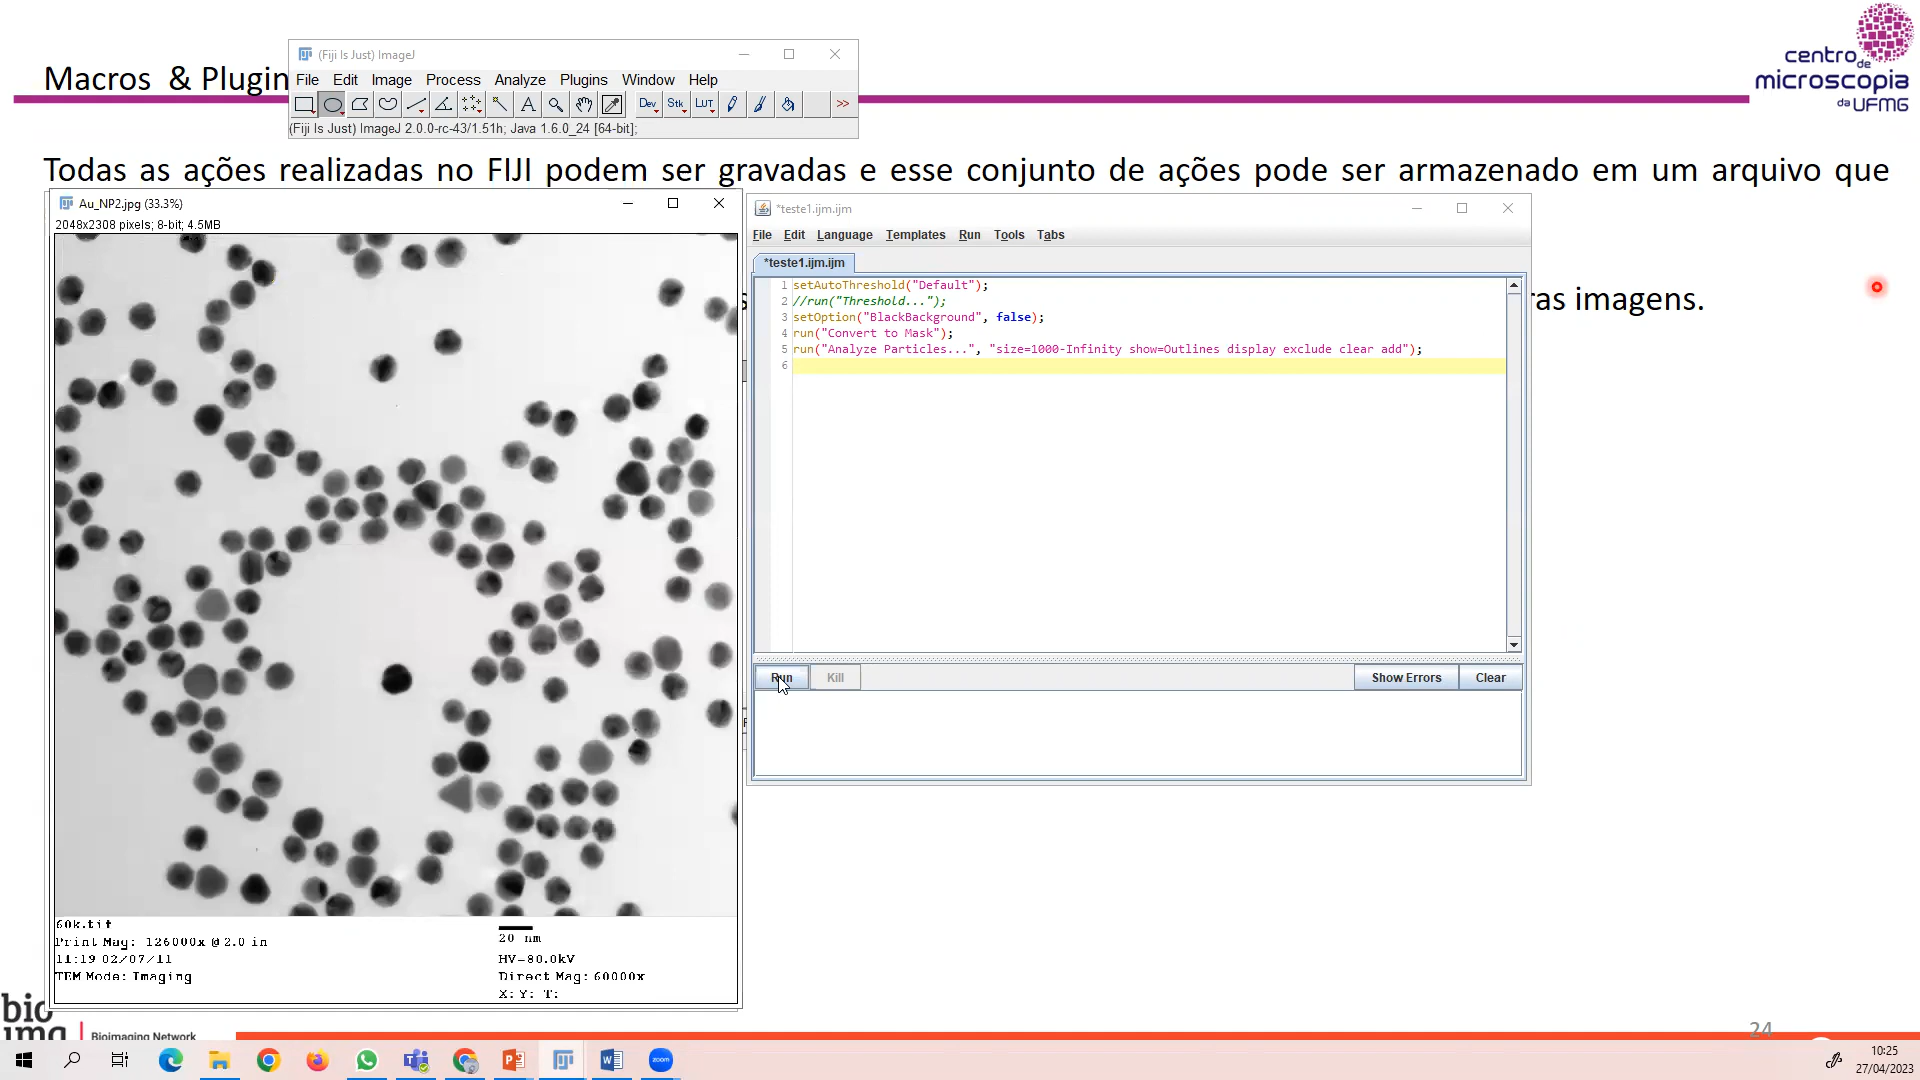 Macros & Plugin
(Fiji Is Just) ImageJ
File Edit Image Process Analyze Plugins Window Help
Dev Stk LUT >>
(Fiji Is Just) ImageJ 2.0.0-rc-43/1.51h; Java 1.6.0_24 [64-bit];
centro
de
microscopia
da UFMG
Todas as ações realizadas no FIJI podem ser gravadas e esse conjunto de ações pode ser armazenado em um arquivo que
ras imagens.
Au_NP2.jpg (33.3%)
2048x2308 pixels; 8-bit; 4.5MB
60k.tif
Print Mag: 126000x @ 2.0 in
11:19 02/07/11
TEM Mode: Imaging
20 nm
HV=80.0kV
Direct Mag: 60000x
X: Y: T:
*teste1.ijm.ijm
File Edit Language Templates Run Tools Tabs
*teste1.ijm.ijm
1 setAutoThreshold("Default");
2 //run("Threshold...");
3 setOption("BlackBackground", false);
4 run("Convert to Mask");
5 run("Analyze Particles...", "size=1000-Infinity show=Outlines display exclude clear add");
6
Run Kill Show Errors Clear
bio
img
Bioimaging Network
24
zoom
10:25
27/04/2023